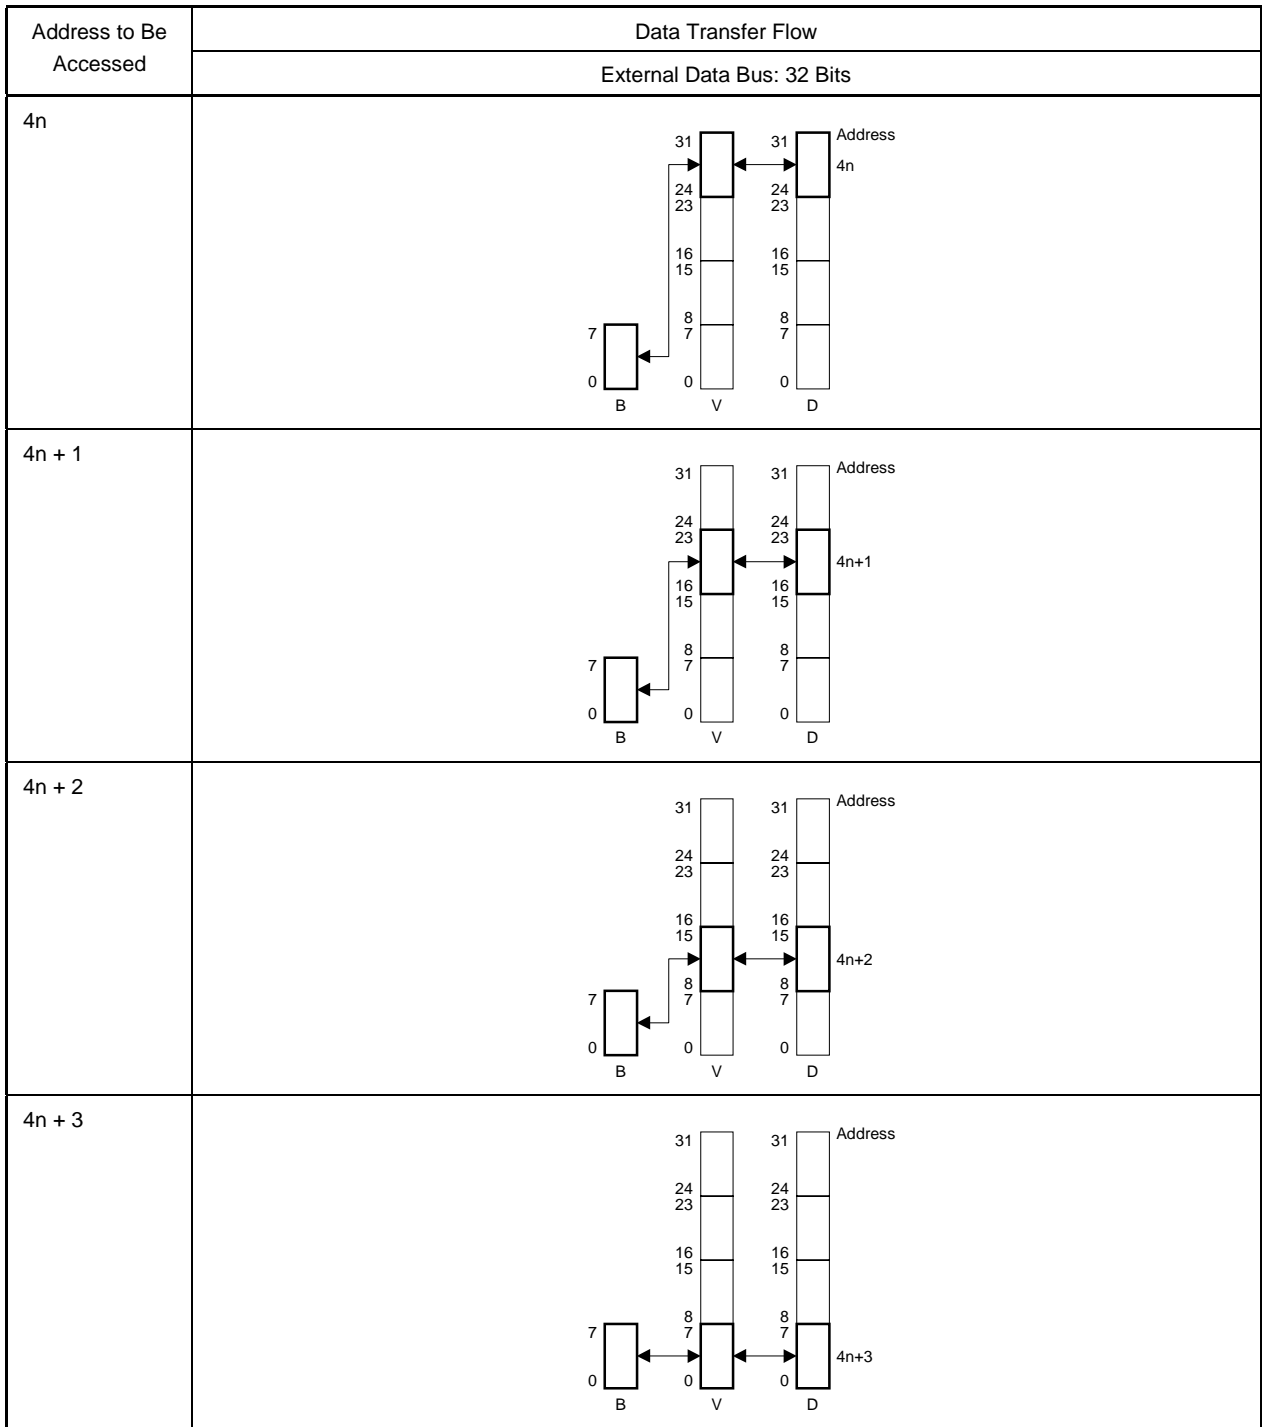 Address to Be
Accessed
Data Transfer Flow
External Data Bus: 32 Bits
4n
31 31 Address
4n
24 24
23 23
16 16
15 15
8 8
7 7 7
0 0 0
B V D
4n + 1
31 31 Address
24 24
23 23
4n+1
16 16
15 15
8 8
7 7 7
0 0 0
B V D
4n + 2
31 31 Address
24 24
23 23
16 16
15 15
4n+2
8 8
7 7 7
0 0 0
B V D
4n + 3
31 31 Address
24 24
23 23
16 16
15 15
8 8
7 7 7
4n+3
0 0 0
B V D